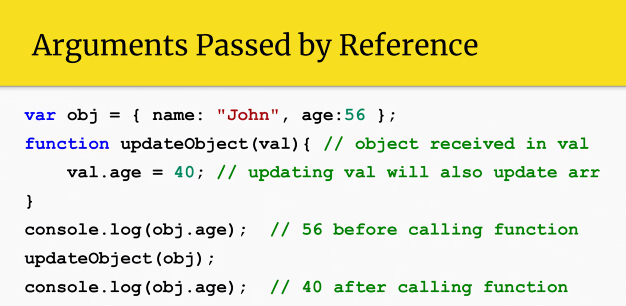 Arguments Passed by Reference
var obj = { name: "John", age:56 };
function updateObject(val){ // object received in val
    val.age = 40; // updating val will also update arr
}
console.log(obj.age);  // 56 before calling function
updateObject(obj);
console.log(obj.age);  // 40 after calling function